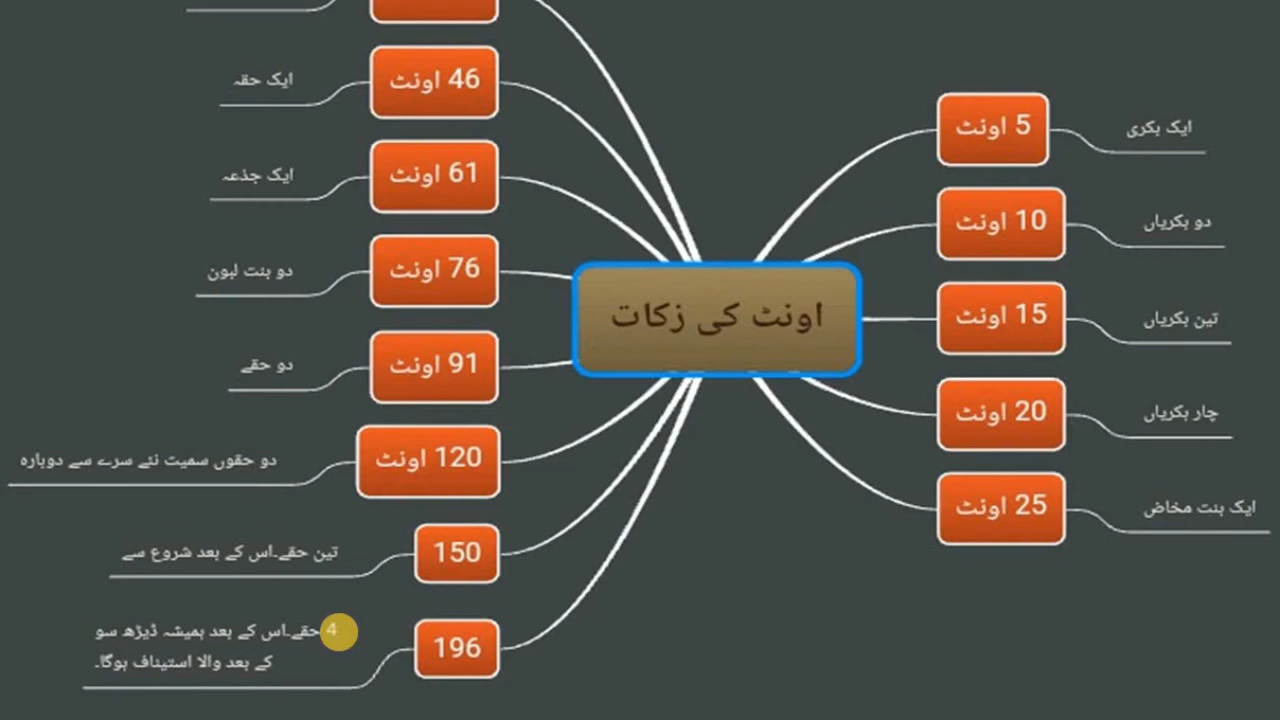 اونٹ کی زکات
5 اونٹ
ایک بکری
10 اونٹ
دو بکریاں
15 اونٹ
تین بکریاں
20 اونٹ
چار بکریاں
25 اونٹ
ایک بنت مخاض
46 اونٹ
ایک حقہ
61 اونٹ
ایک جذعہ
76 اونٹ
دو بنت لبون
91 اونٹ
دو حقے
120 اونٹ
دو حقوں سمیت نئے سرے سے دوبارہ
150
تین حقے۔اس کے بعد شروع سے
196
4 حقے۔اس کے بعد ہمیشہ ڈیڑھ سو
کے بعد والا استیناف ہوگا۔